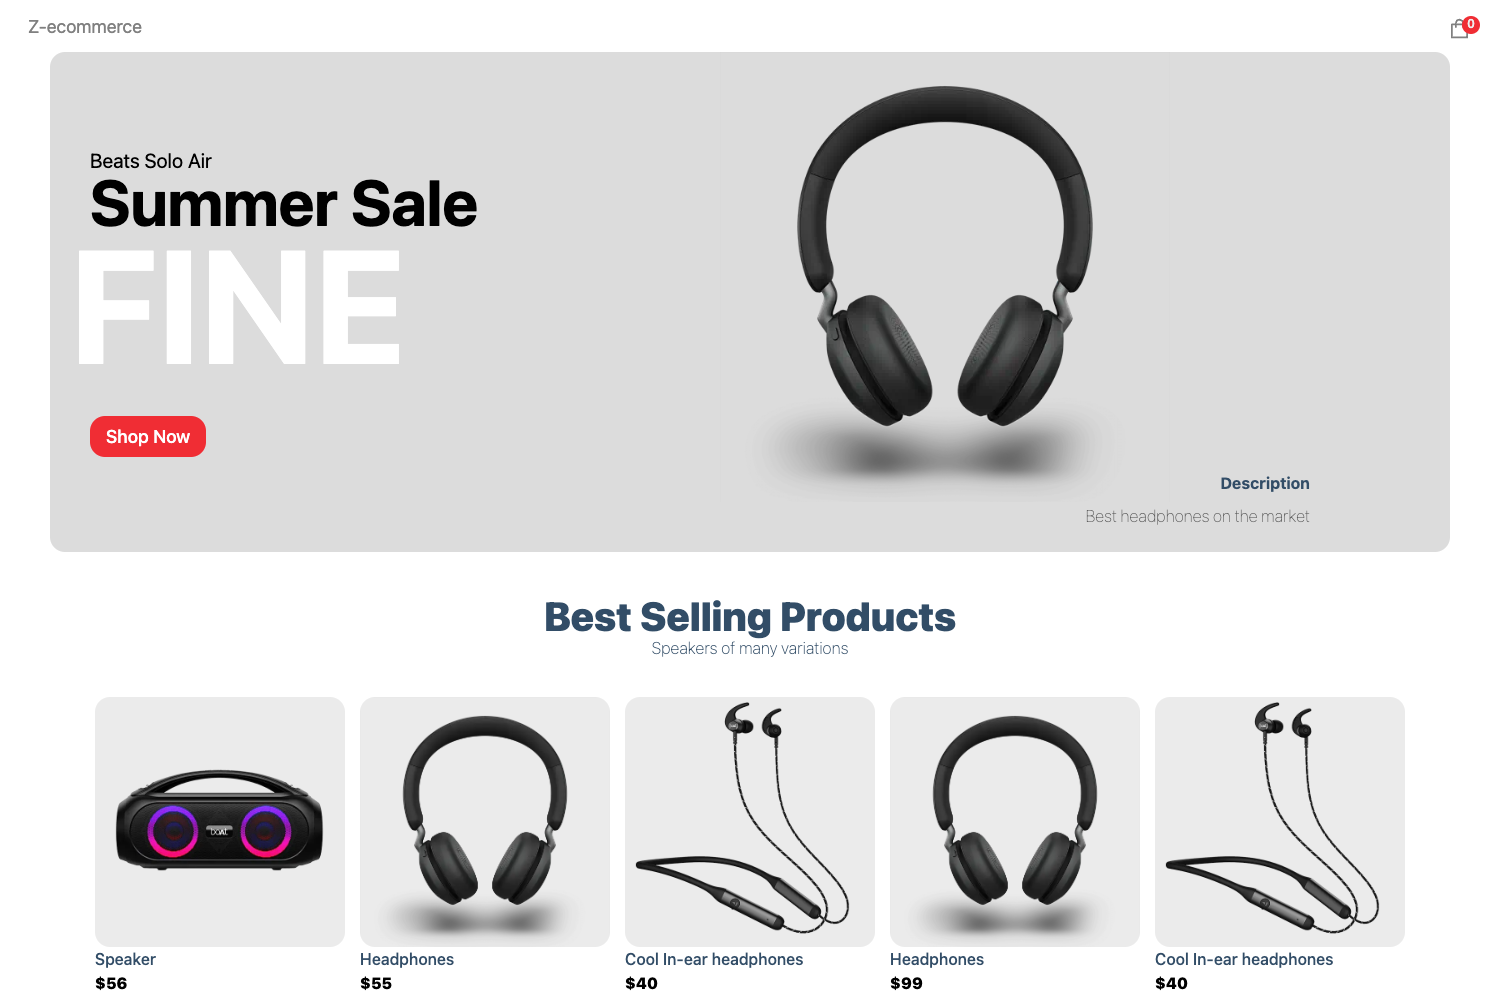 Z-ecommerce
0
Beats Solo Air
Summer Sale
FINE
Shop Now
Description
Best headphones on the market
Best Selling Products
Speakers of many variations
Speaker
$56
Headphones
$55
Cool In-ear headphones
$40
Headphones
$99
Cool In-ear headphones
$40